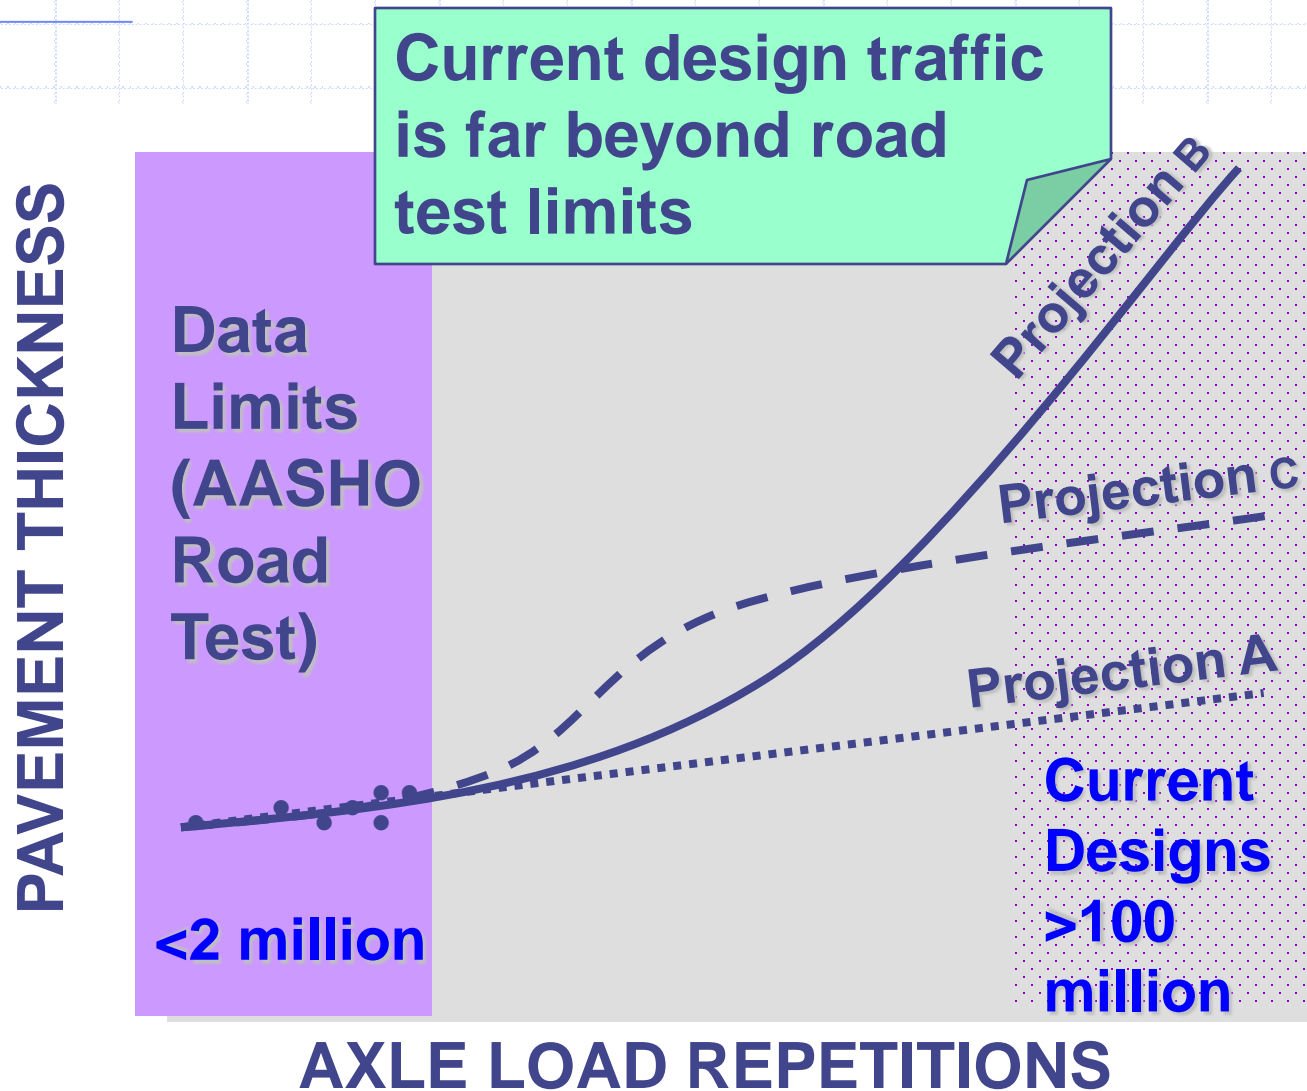 Current design traffic
is far beyond road
test limits
PAVEMENT THICKNESS
Data
Limits
(AASHO
Road
Test)
<2 million
Projection B
Projection C
Projection A
Current
Designs
>100
million
AXLE LOAD REPETITIONS